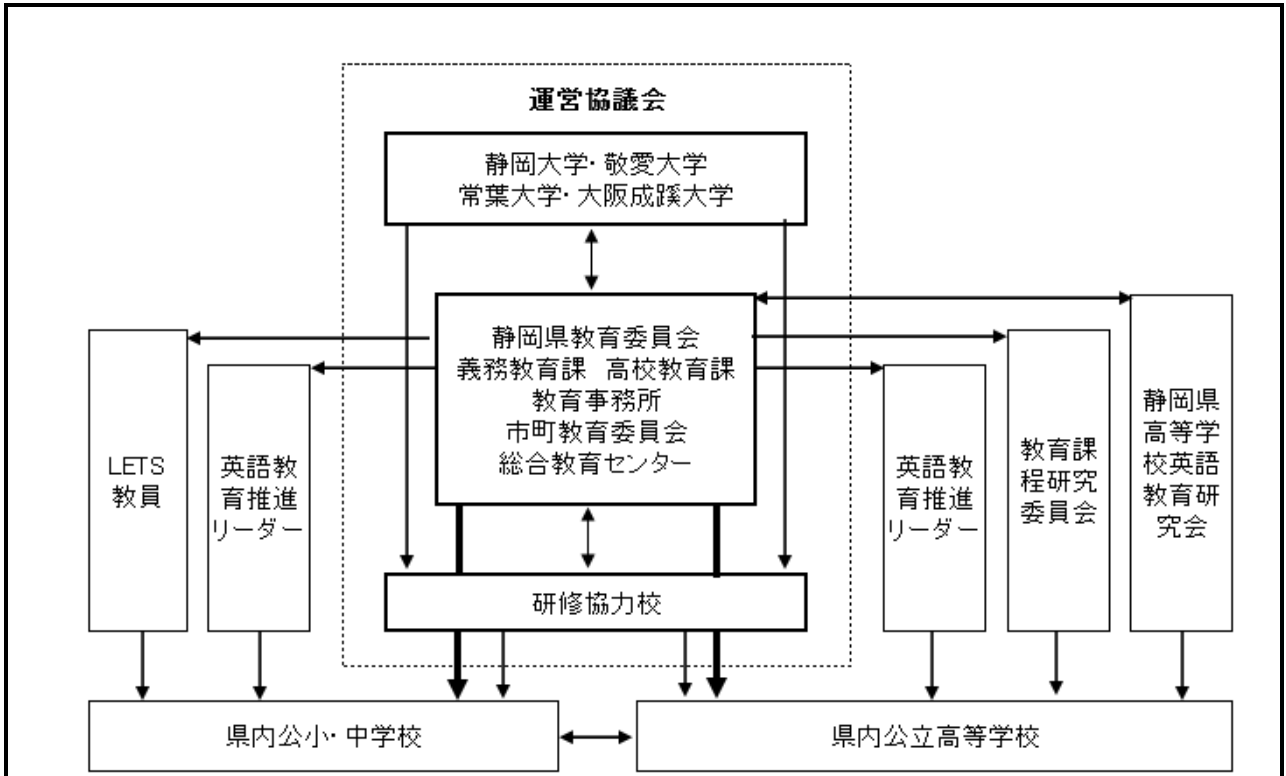 運営協議会
静岡大学・敬愛大学
常葉大学・大阪成蹊大学
静岡県教育委員会
義務教育課 高校教育課
教育事務所
市町教育委員会
総合教育センター
LETS
教員
英語教
育推進
リーダー
英語教
育推進
リーダー
教育課
程研究
委員会
静岡県
高等学
校英語
教育研
究会
研修協力校
県内公小・中学校
県内公立高等学校